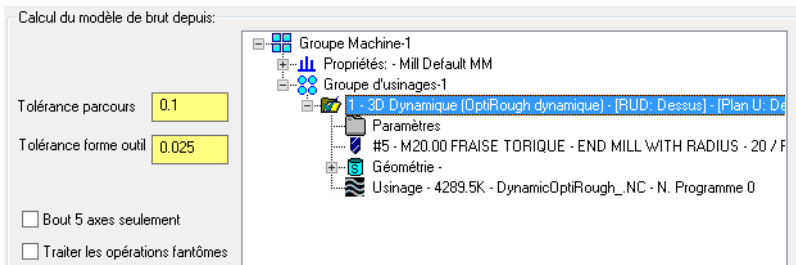 Calcul du modèle de brut depuis:
Groupe Machine-1
Propriétés: - Mill Default MM
Groupe d'usinages-1
1 - 3D Dynamique (OptiRough dynamique) - [RUD: Dessus] - [Plan U: De
Tolérance parcours 0.1
Paramètres
Tolérance forme outil 0.025
#5 - M20.00 FRAISE TORIQUE - END MILL WITH RADIUS - 20 / F
Géométrie -
Usinage - 4289.5K - DynamicOptiRough_.NC - N. Programme 0
Bout 5 axes seulement
Traiter les opérations fantômes